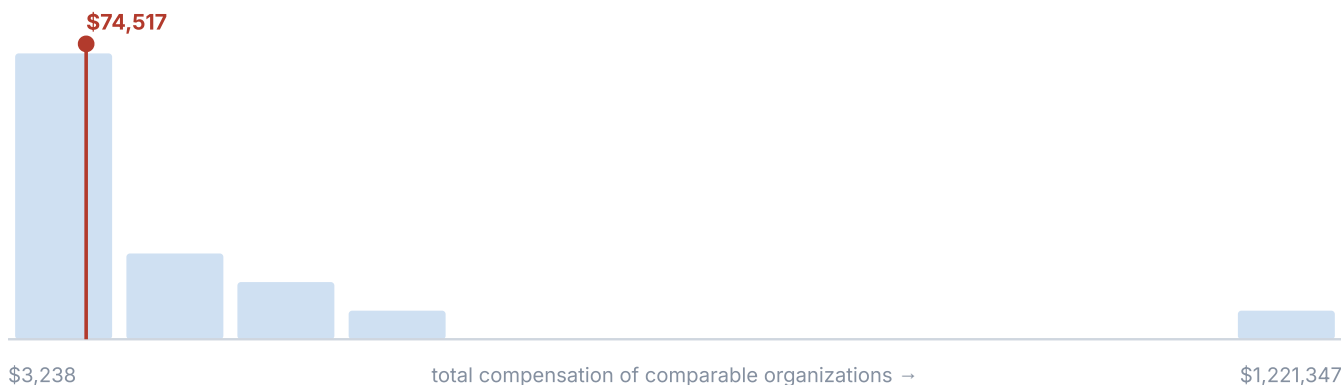 $74,517
$3,238
total compensation of comparable organizations →
$1,221,347